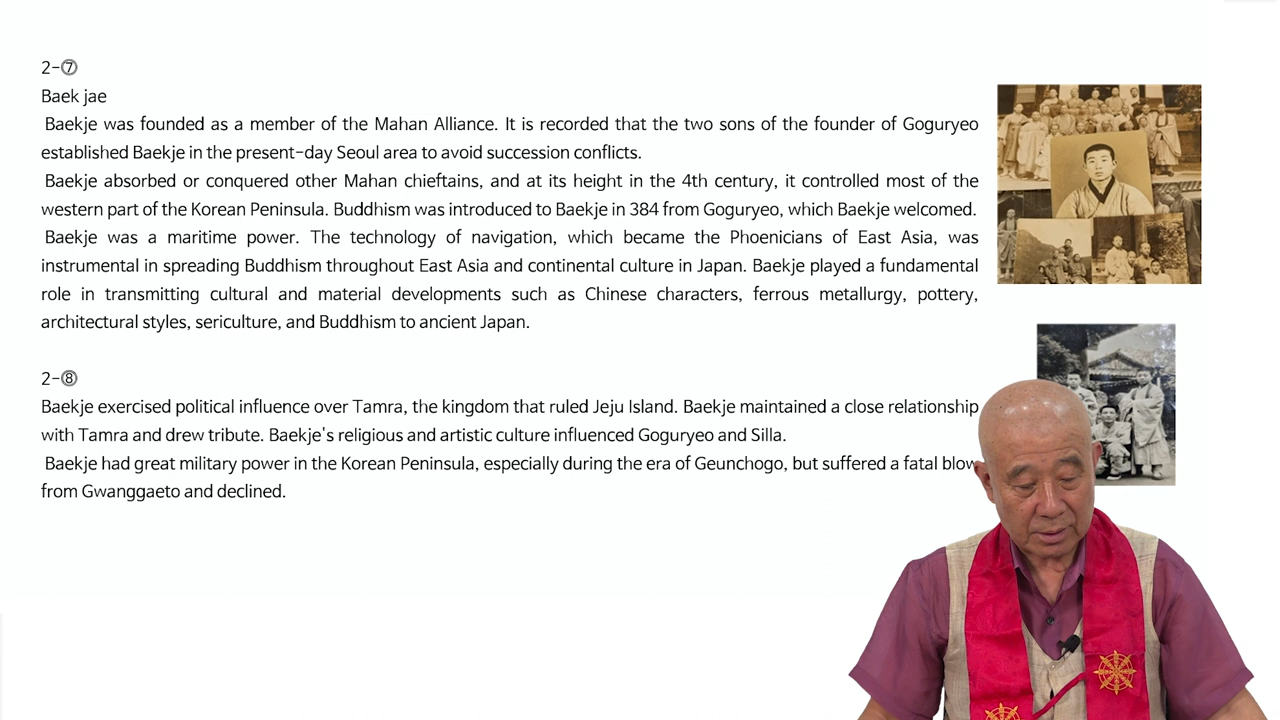 2-⑦
Baek jae
Baekje was founded as a member of the Mahan Alliance. It is recorded that the two sons of the founder of Goguryeo
established Baekje in the present-day Seoul area to avoid succession conflicts.
Baekje absorbed or conquered other Mahan chieftains, and at its height in the 4th century, it controlled most of the
western part of the Korean Peninsula. Buddhism was introduced to Baekje in 384 from Goguryeo, which Baekje welcomed.
Baekje was a maritime power. The technology of navigation, which became the Phoenicians of East Asia, was
instrumental in spreading Buddhism throughout East Asia and continental culture in Japan. Baekje played a fundamental
role in transmitting cultural and material developments such as Chinese characters, ferrous metallurgy, pottery,
architectural styles, sericulture, and Buddhism to ancient Japan.
2-⑧
Baekje exercised political influence over Tamra, the kingdom that ruled Jeju Island. Baekje maintained a close relationship
with Tamra and drew tribute. Baekje's religious and artistic culture influenced Goguryeo and Silla.
Baekje had great military power in the Korean Peninsula, especially during the era of Geunchogo, but suffered a fatal blow
from Gwanggaeto and declined.